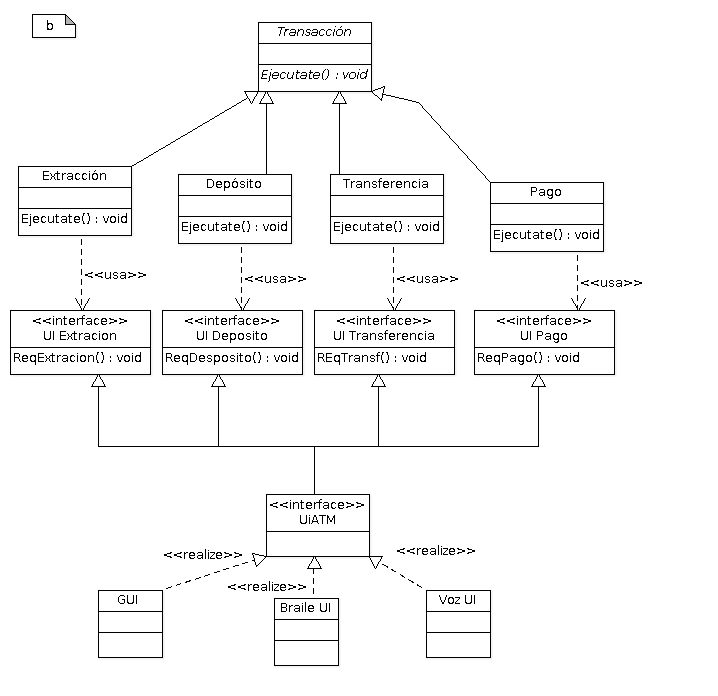 b
Transacción
Ejecutate() : void
Extracción
Ejecutate() : void
Depósito
Ejecutate() : void
Transferencia
Ejecutate() : void
Pago
Ejecutate() : void
<<usa>>
<<usa>>
<<usa>>
<<usa>>
<<interface>>
UI Extracion
ReqExtracion() : void
<<interface>>
UI Deposito
ReqDesposito() : void
<<interface>>
UI Transferencia
REqTransf() : void
<<interface>>
UI Pago
ReqPago() : void
<<interface>>
UiATM
<<realize>>
<<realize>>
<<realize>>
GUI
Braile UI
Voz UI